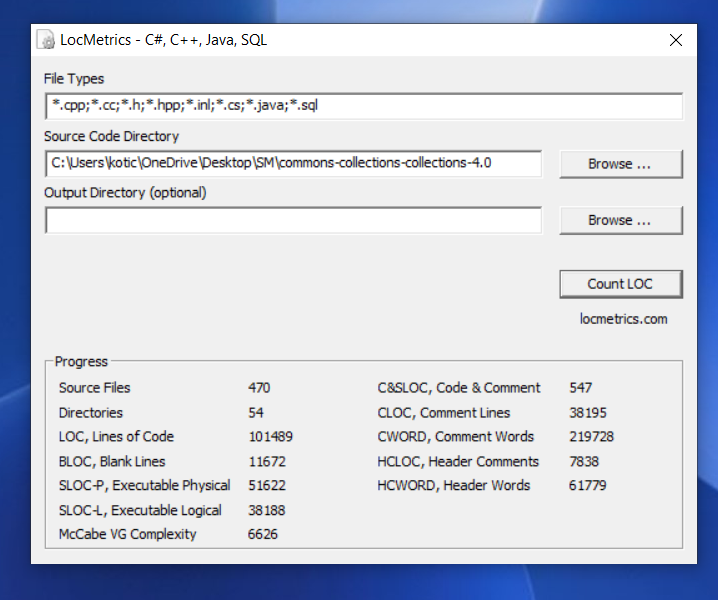 LocMetrics - C#, C++, Java, SQL
File Types
*.cpp;*.cc;*.h;*.hpp;*.inl;*.cs;*.java;*.sql
Source Code Directory
C:\Users\kotic\OneDrive\Desktop\SM\commons-collections-collections-4.0
Browse ...
Output Directory (optional)
Browse ...
Count LOC
locmetrics.com
Progress
Source Files 470 C&SLOC, Code & Comment 547
Directories 54 CLOC, Comment Lines 38195
LOC, Lines of Code 101489 CWORD, Comment Words 219728
BLOC, Blank Lines 11672 HCLOC, Header Comments 7838
SLOC-P, Executable Physical 51622 HCWORD, Header Words 61779
SLOC-L, Executable Logical 38188
McCabe VG Complexity 6626